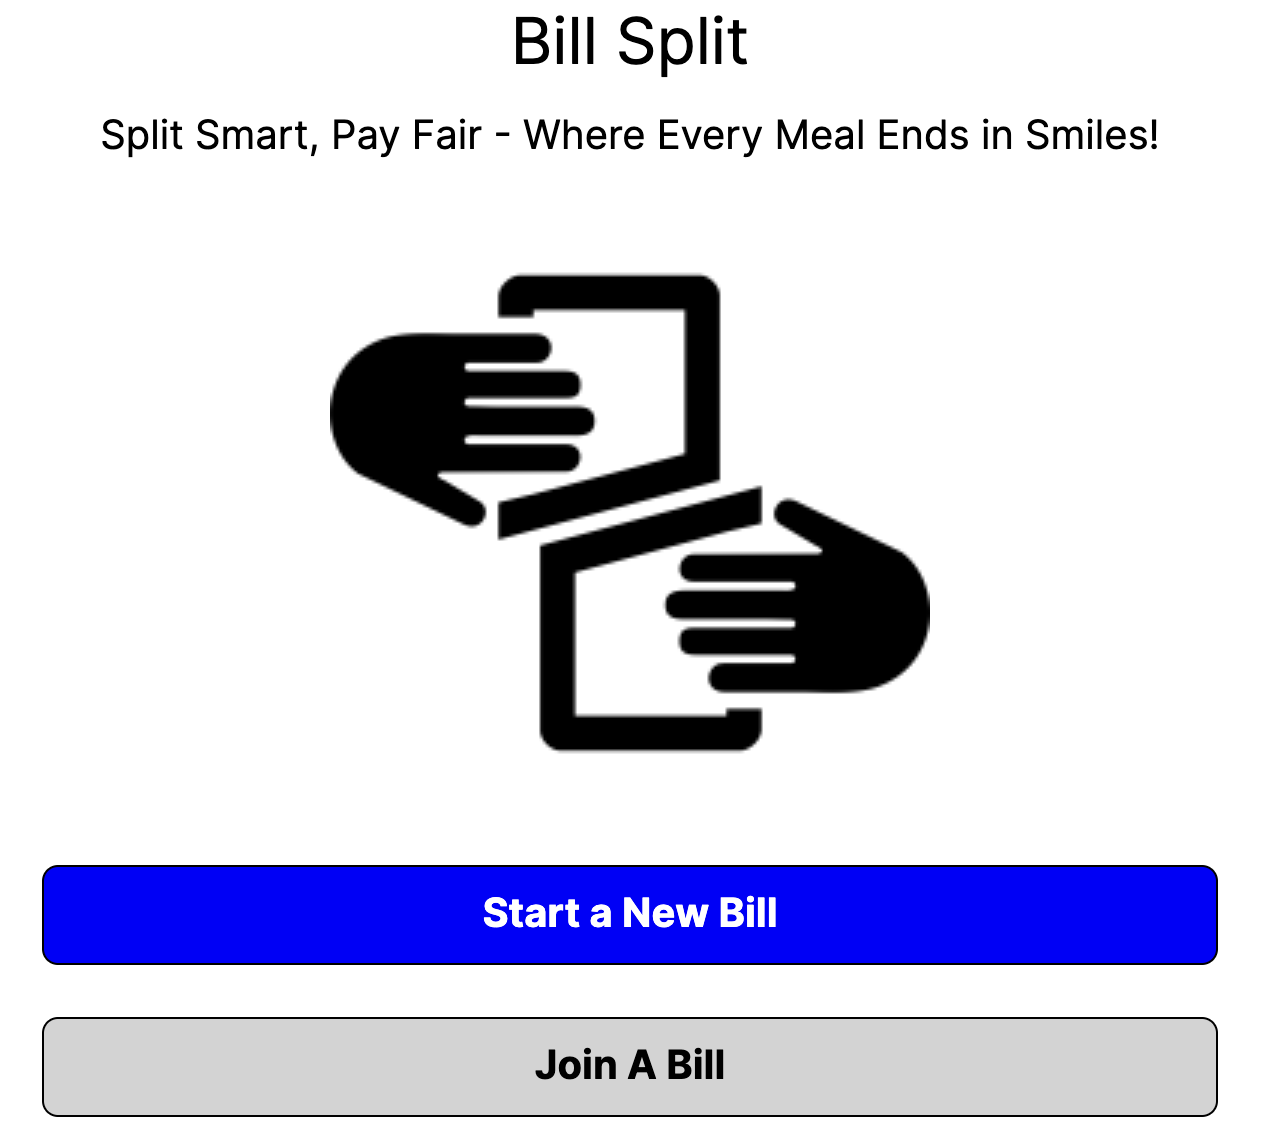 Bill Split
Split Smart, Pay Fair - Where Every Meal Ends in Smiles!
Start a New Bill
Join A Bill